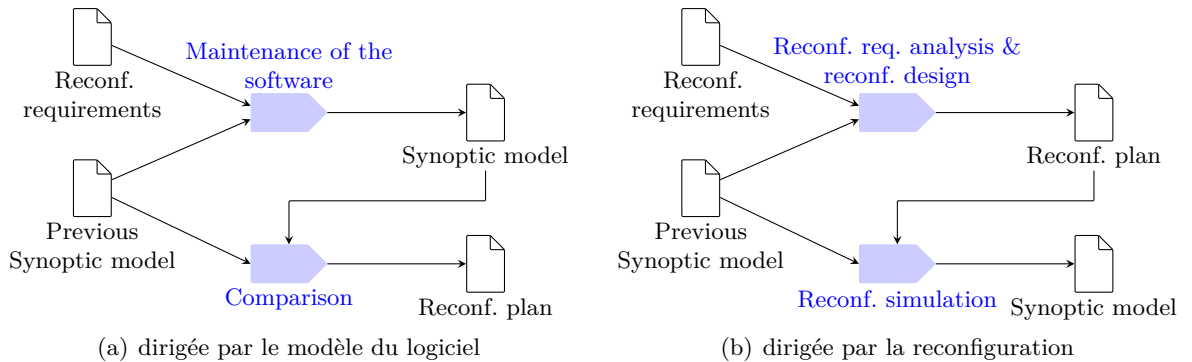 Maintenance of the
software
Reconf.
requirements
Synoptic model
Previous
Synoptic model
Comparison
Reconf. plan
(a) dirigée par le modèle du logiciel
Reconf. req. analysis &
reconf. design
Reconf.
requirements
Reconf. plan
Previous
Synoptic model
Reconf. simulation
Synoptic model
(b) dirigée par la reconfiguration